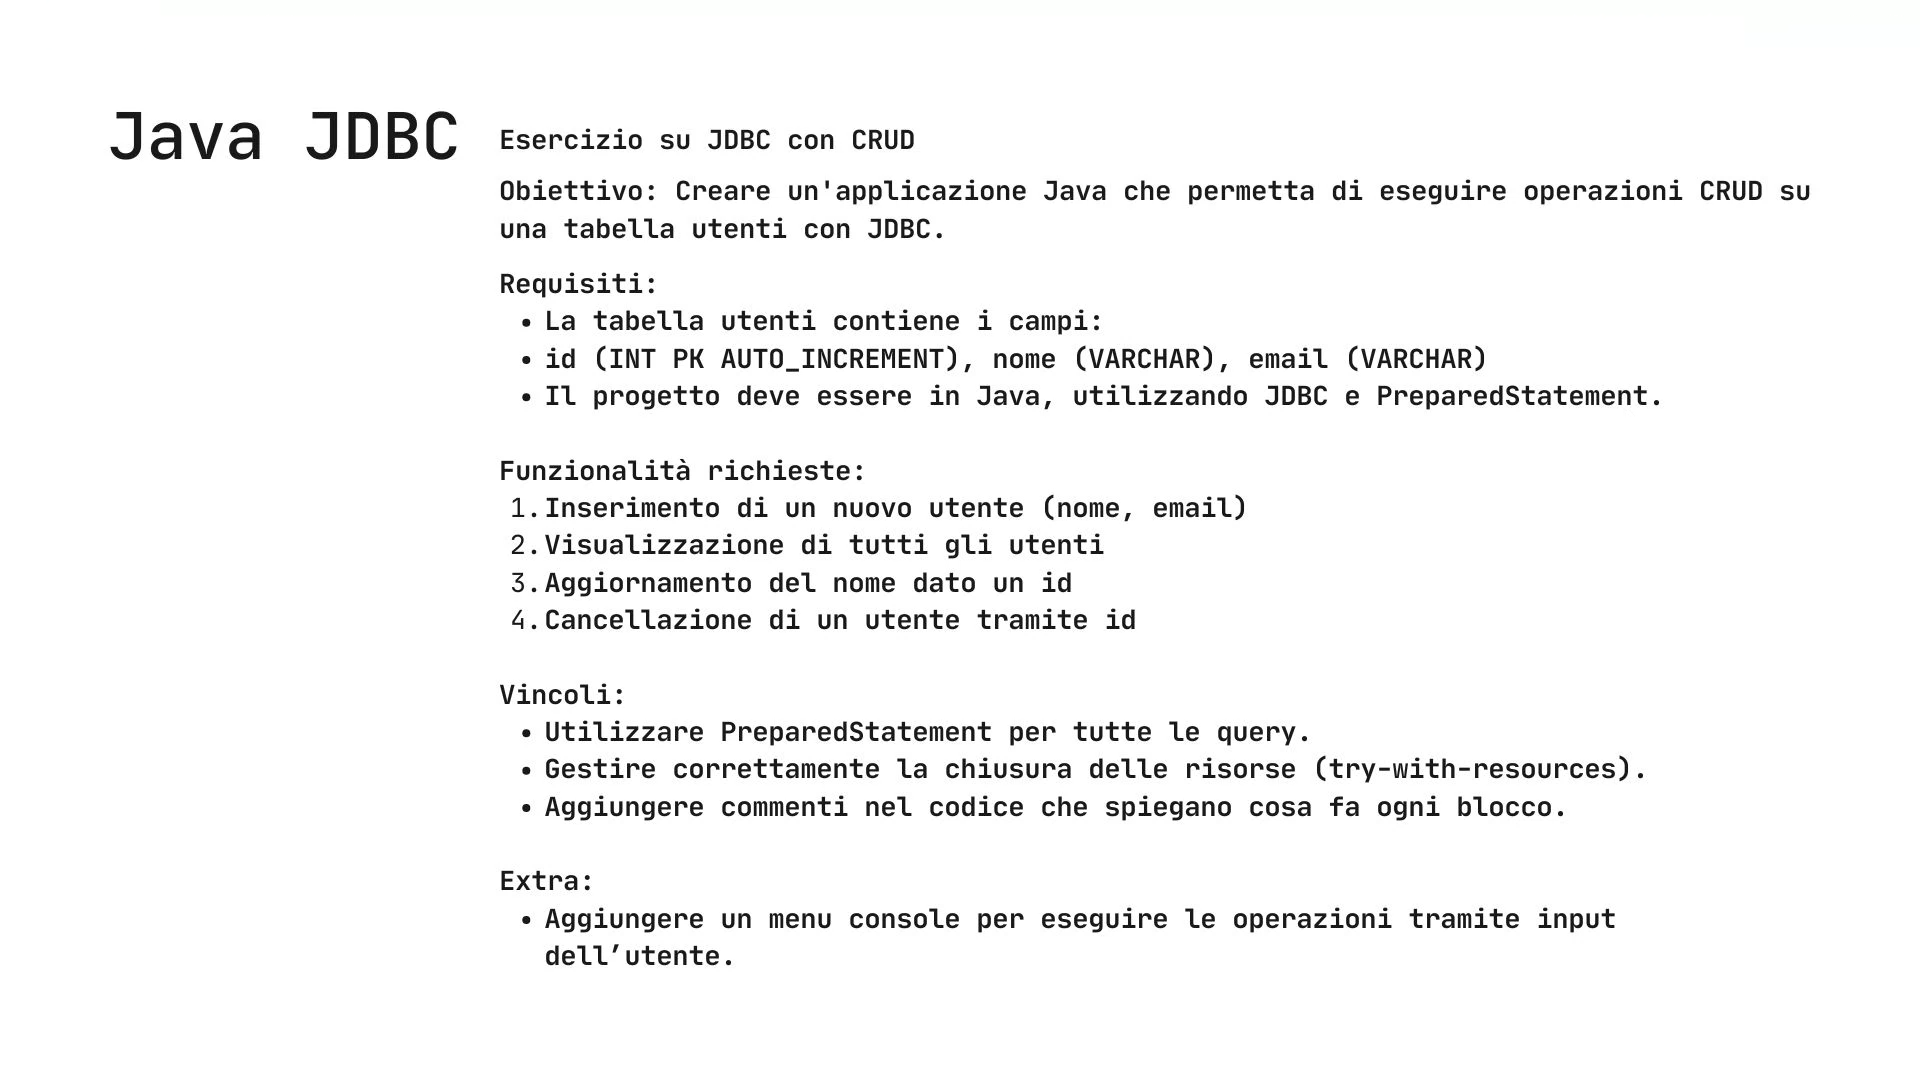 Java JDBC
Esercizio su JDBC con CRUD
Obiettivo: Creare un'applicazione Java che permetta di eseguire operazioni CRUD su
una tabella utenti con JDBC.
Requisiti:
• La tabella utenti contiene i campi:
• id (INT PK AUTO_INCREMENT), nome (VARCHAR), email (VARCHAR)
• Il progetto deve essere in Java, utilizzando JDBC e PreparedStatement.
Funzionalità richieste:
1. Inserimento di un nuovo utente (nome, email)
2. Visualizzazione di tutti gli utenti
3. Aggiornamento del nome dato un id
4. Cancellazione di un utente tramite id
Vincoli:
• Utilizzare PreparedStatement per tutte le query.
• Gestire correttamente la chiusura delle risorse (try-with-resources).
• Aggiungere commenti nel codice che spiegano cosa fa ogni blocco.
Extra:
• Aggiungere un menu console per eseguire le operazioni tramite input
dell’utente.